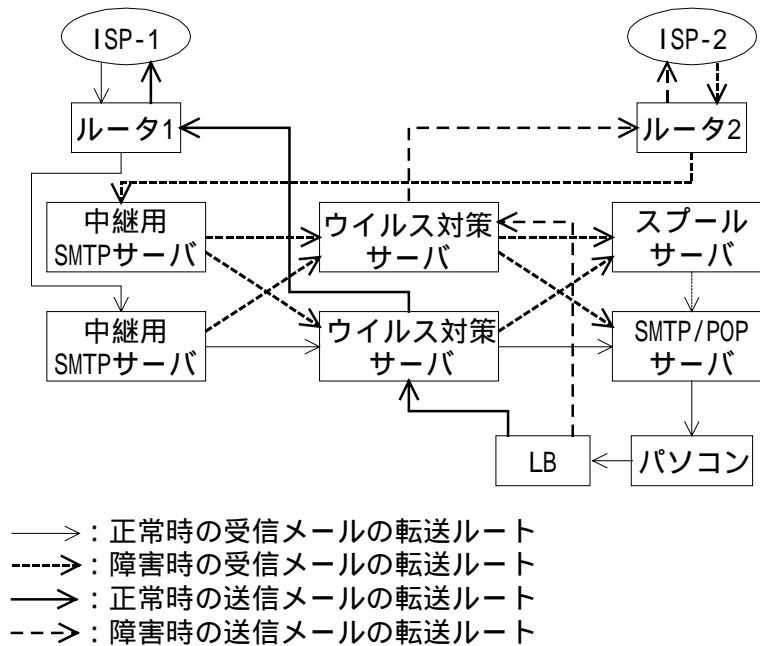 ISP-1
ISP-2
ルータ1
ルータ2
中継用
SMTPサーバ
ウイルス対策
サーバ
スプール
サーバ
中継用
SMTPサーバ
ウイルス対策
サーバ
SMTP/POP
サーバ
LB
パソコン
:正常時の受信メールの転送ルート
:障害時の受信メールの転送ルート
:正常時の送信メールの転送ルート
:障害時の送信メールの転送ルート